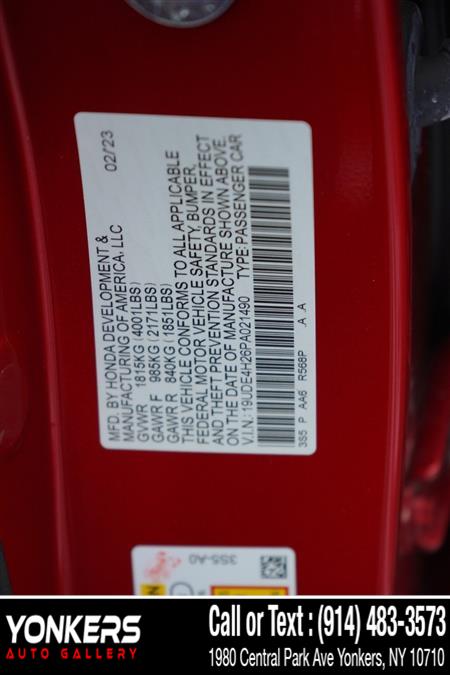 MFD. BY HONDA DEVELOPMENT & 02/23
MANUFACTURING OF AMERICA, LLC
GVWR 1815KG (4001LBS)
GAWR F 985KG (2171LBS)
GAWR R 840KG (1851LBS)
THIS VEHICLE CONFORMS TO ALL APPLICABLE
FEDERAL MOTOR VEHICLE SAFETY, BUMPER,
AND THEFT PREVENTION STANDARDS IN EFFECT
ON THE DATE OF MANUFACTURE SHOWN ABOVE.
V.I.N.: 19UDE4H26PA021490 TYPE: PASSENGER CAR
3S5 P AA6 R568P .A .A
3S5-A0
YONKERS
AUTO GALLERY
Call or Text : (914) 483-3573
1980 Central Park Ave Yonkers, NY 10710